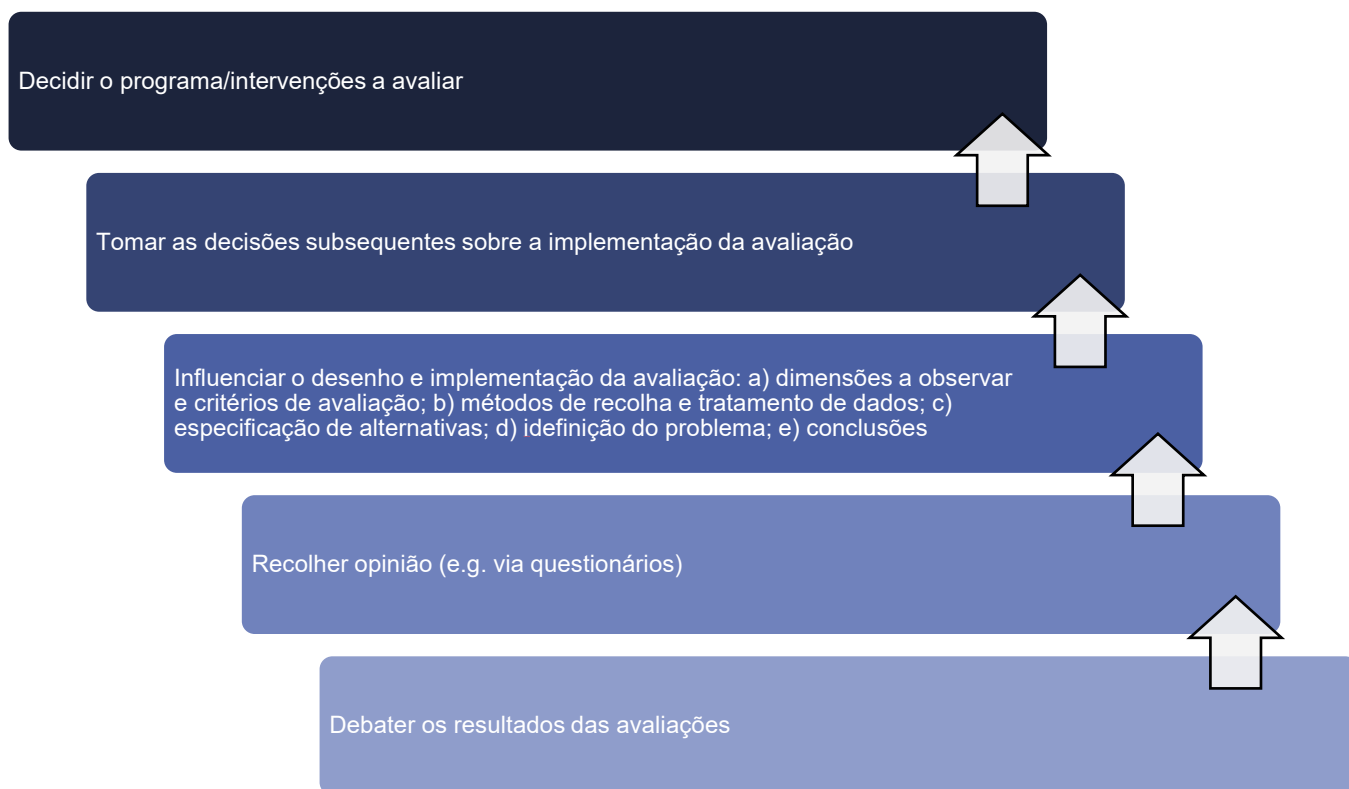 Decidir o programa/intervenções a avaliar
Tomar as decisões subsequentes sobre a implementação da avaliação
Influenciar o desenho e implementação da avaliação: a) dimensões a observar
e critérios de avaliação; b) métodos de recolha e tratamento de dados; c)
especificação de alternativas; d) idefinição do problema; e) conclusões
Recolher opinião (e.g. via questionários)
Debater os resultados das avaliações